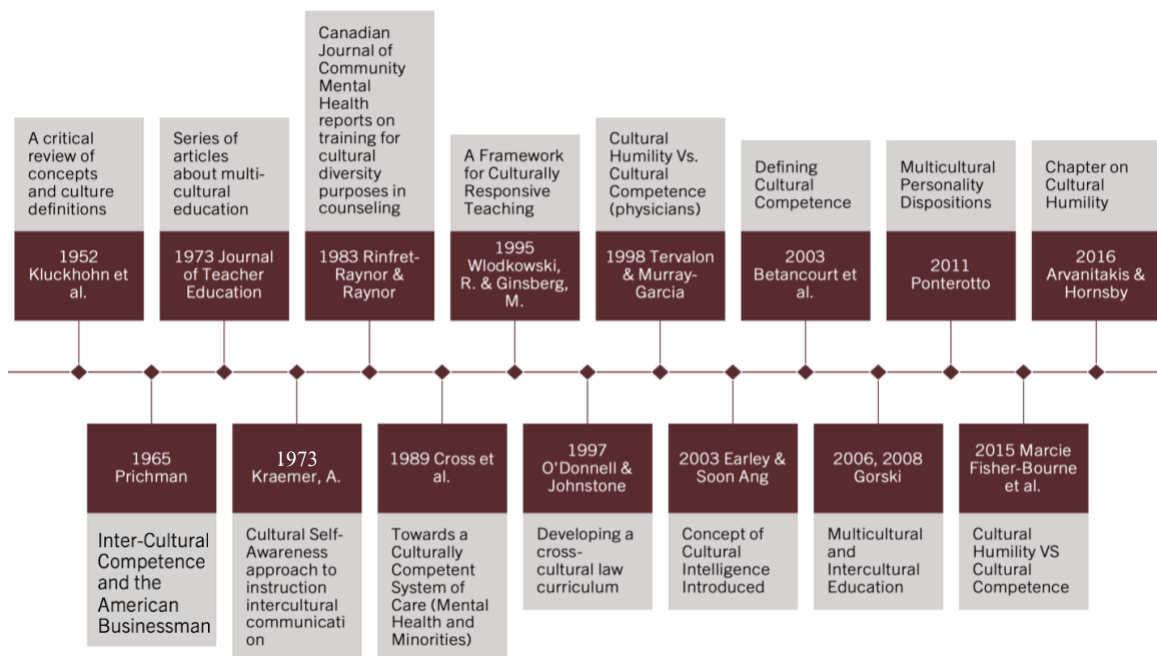 A critical
review of
concepts
and culture
definitions
1952
Kluckhohn et
al.
Series of
articles
about multi-
cultural
education
1973 Journal
of Teacher
Education
Canadian
Journal of
Community
Mental
Health
reports on
training for
cultural
diversity
purposes in
counseling
1983 Rinfret-
Raynor &
Raynor
A Framework
for Culturally
Responsive
Teaching
1995
Wlodkowski,
R. & Ginsberg,
M.
Cultural
Humility Vs.
Cultural
Competence
(physicians)
1998 Tervalon
& Murray-
Garcia
Defining
Cultural
Competence
2003
Betancourt et
al.
Multicultural
Personality
Dispositions
2011
Ponterotto
Chapter on
Cultural
Humility
2016
Arvanitakis &
Hornsby
1965
Prichman
Inter-Cultural
Competence
and the
American
Businessman
1973
Kraemer, A.
Cultural Self-
Awareness
approach to
instruction
intercultural
communicati
on
1989 Cross et
al.
Towards a
Culturally
Competent
System of
Care (Mental
Health and
Minorities)
1997
O'Donnell &
Johnstone
Developing a
cross-
cultural law
curriculum
2003 Earley &
Soon Ang
Concept of
Cultural
Intelligence
Introduced
2006, 2008
Gorski
Multicultural
and
Intercultural
Education
2015 Marcie
Fisher-Bourne
et al.
Cultural
Humility VS
Cultural
Competence